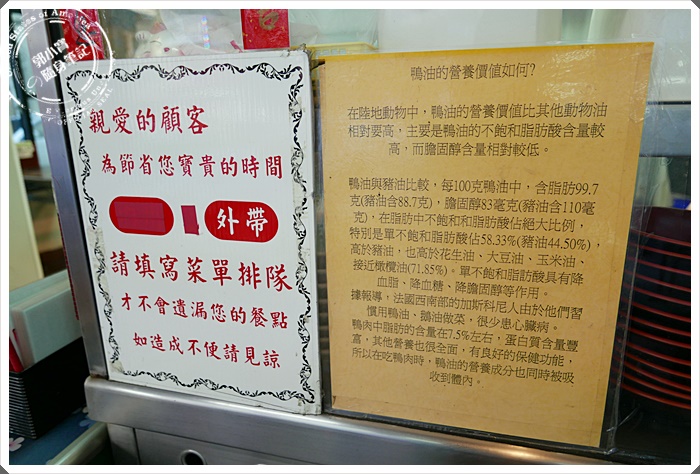 郭小寶
隨身筆記
親愛的顧客
為節省您寶貴的時間
外帶
請填寫菜單排隊
才不會遺漏您的餐點
如造成不便請見諒
鴨油的營養價值如何?
在陸地動物中，鴨油的營養價值比其他動物油
相對要高，主要是鴨油的不飽和脂肪酸含量較
高，而膽固醇含量相對較低。
鴨油與豬油比較，每100克鴨油中，含脂肪99.7
克(豬油含88.7克)，膽固醇83毫克(豬油含110毫
克)，在脂肪中不飽和和脂肪酸佔絕大比例，
特別是單不飽和脂肪酸佔58.33%(豬油44.50%)，
高於豬油，也高於花生油、大豆油、玉米油、
接近橄欖油(71.85%)。單不飽和脂肪酸具有降
血脂、降血糖、降膽固醇等作用。
據報導，法國西南部的加斯科尼人由於他們習
慣用鴨油、鵝油做菜，很少患心臟病。
鴨肉中脂肪的含量在7.5%左右，蛋白質含量豐
富，其他營養也很全面，有良好的保健功能，
所以在吃鴨肉時，鴨油的營養成分也同時被吸
收到體內。